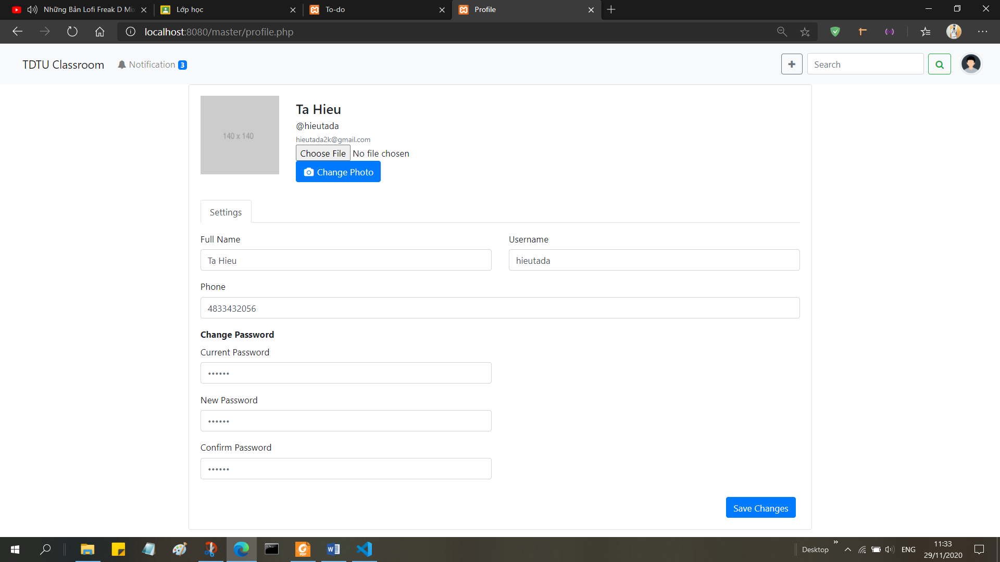 Những Bản Lofi Freak D Mix
Lớp học
To-do
Profile
localhost:8080/master/profile.php
TDTU Classroom
Notification 3
Search
140 x 140
Ta Hieu
@hieutada
hieutada2k@gmail.com
Choose File No file chosen
Change Photo
Settings
Full Name
Username
Ta Hieu
hieutada
Phone
4833432056
Change Password
Current Password
••••••
New Password
••••••
Confirm Password
••••••
Save Changes
Desktop
ENG
11:33
29/11/2020